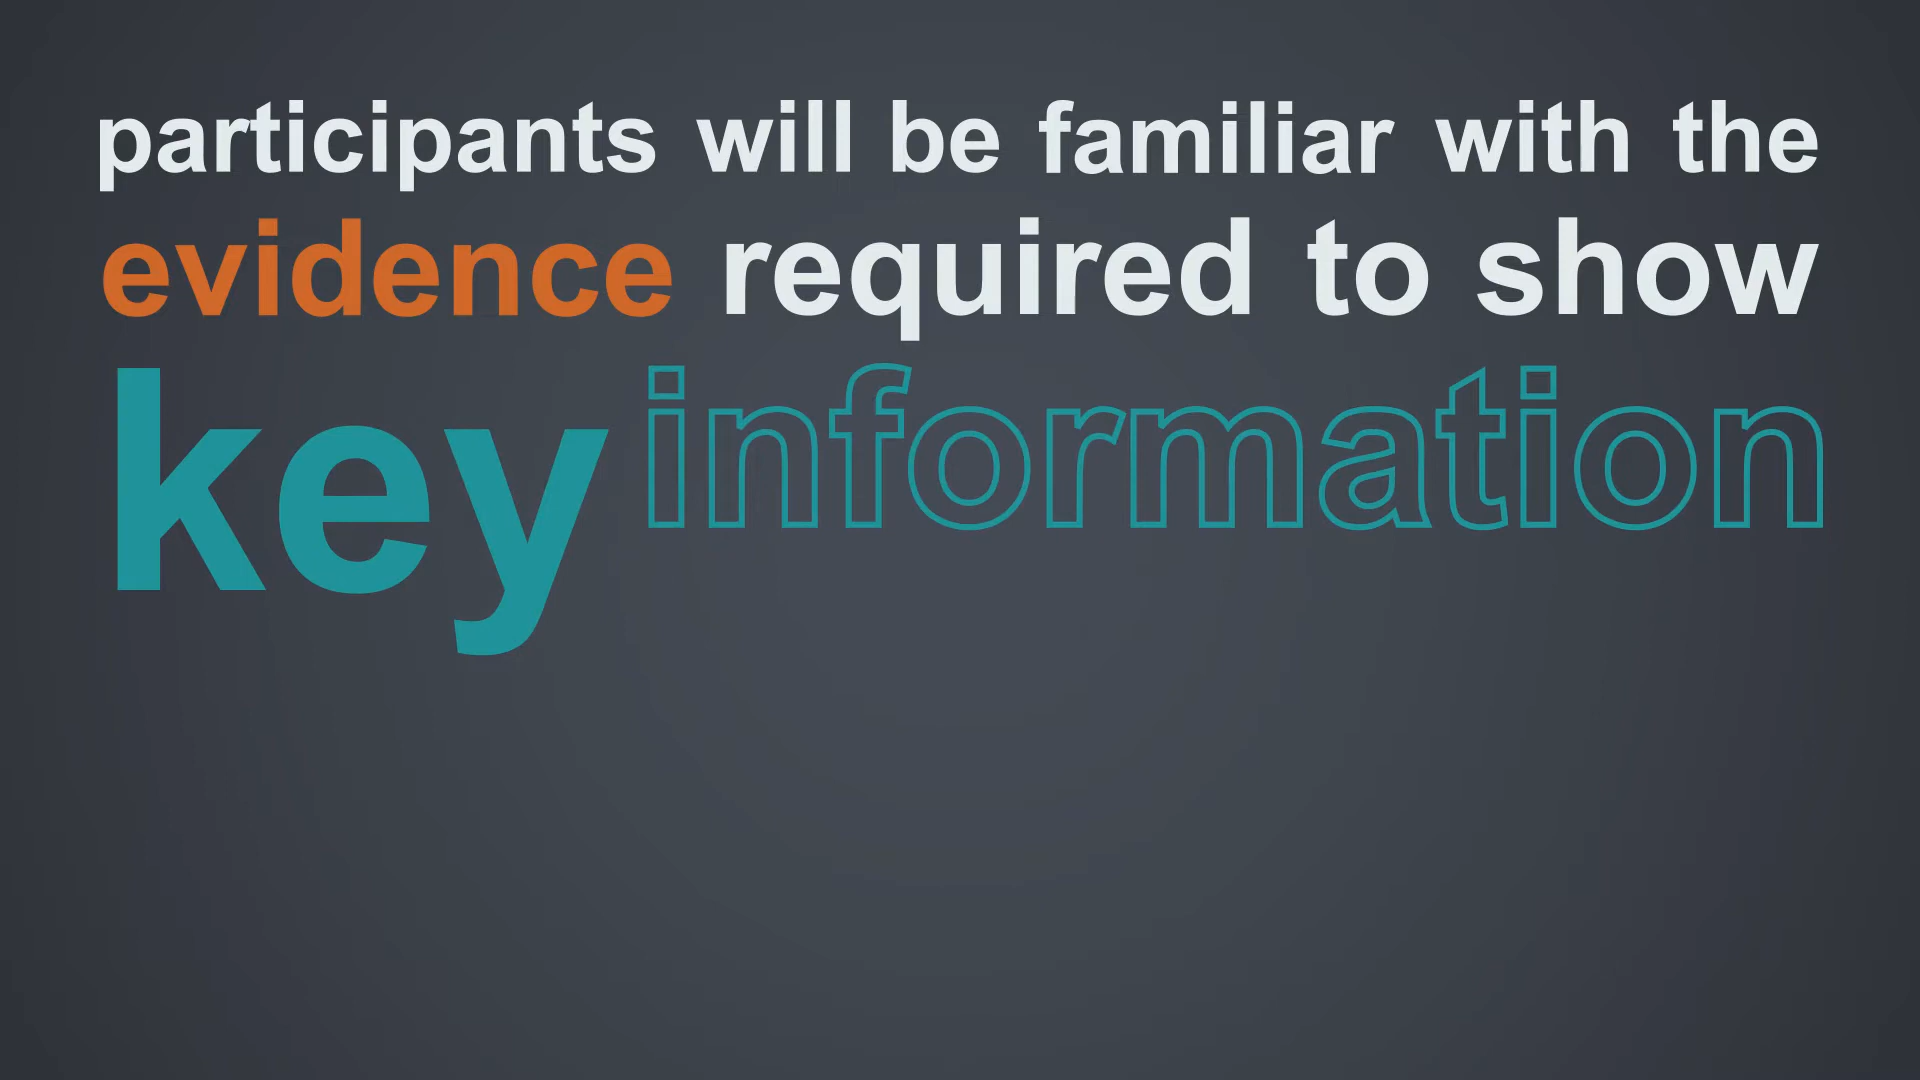 participants will be familiar with the
evidence required to show
key information